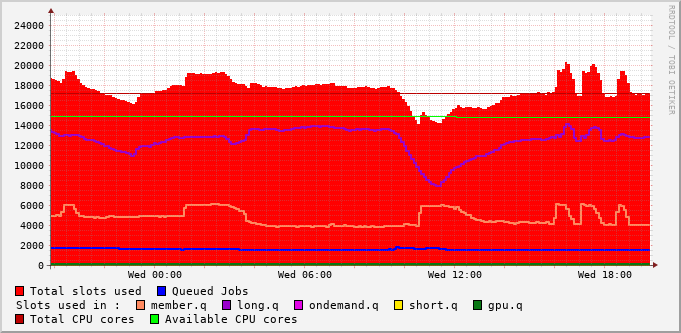 24000
22000
20000
18000
16000
14000
12000
10000
8000
6000
4000
2000
0
Wed 00:00 Wed 06:00 Wed 12:00 Wed 18:00
RRDTOOL / TOBI OETIKER
Total slots used Queued Jobs
Slots used in : member.q long.q ondemand.q short.q gpu.q
Total CPU cores Available CPU cores